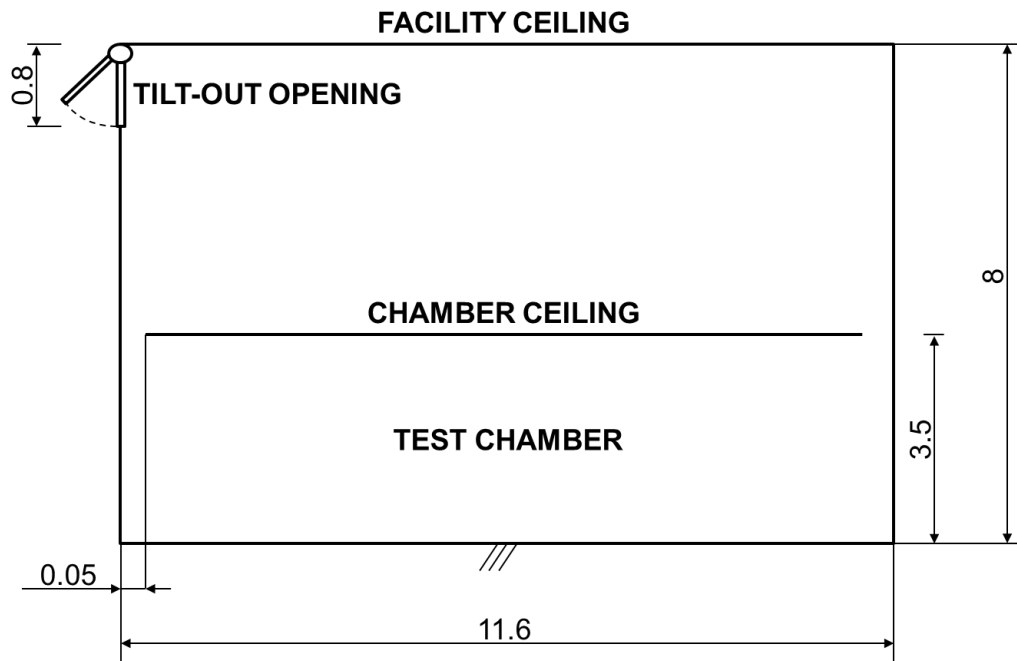 FACILITY CEILING
0.8
TILT-OUT OPENING
8
CHAMBER CEILING
TEST CHAMBER
3.5
0.05
11.6